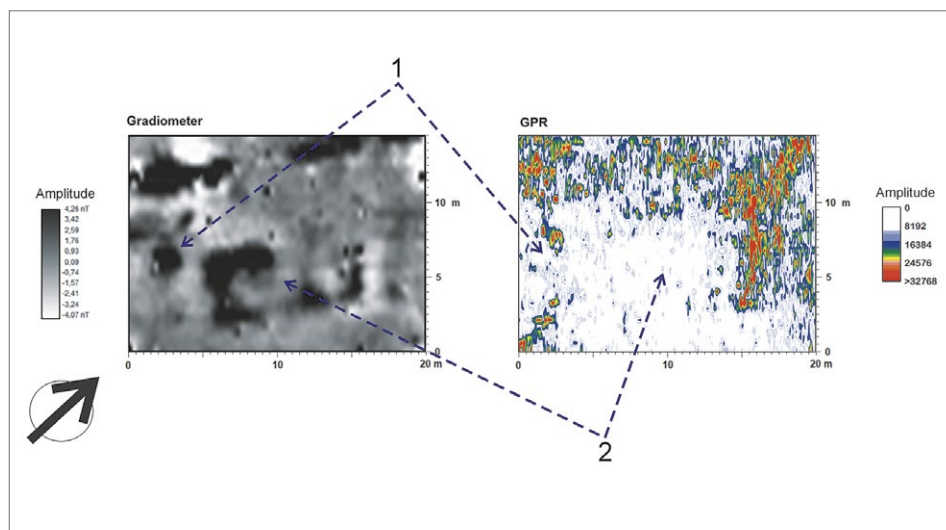 1
Gradiometer
GPR
Amplitude
4,26 nT
3,42
2,59
1,76
0,93
0,09
-0,74
-1,57
-2,41
-3,24
-4,07 nT
10 m
5
0
0
10
20 m
10 m
5
0
0
10
20 m
Amplitude
0
8192
16384
24576
>32768
2